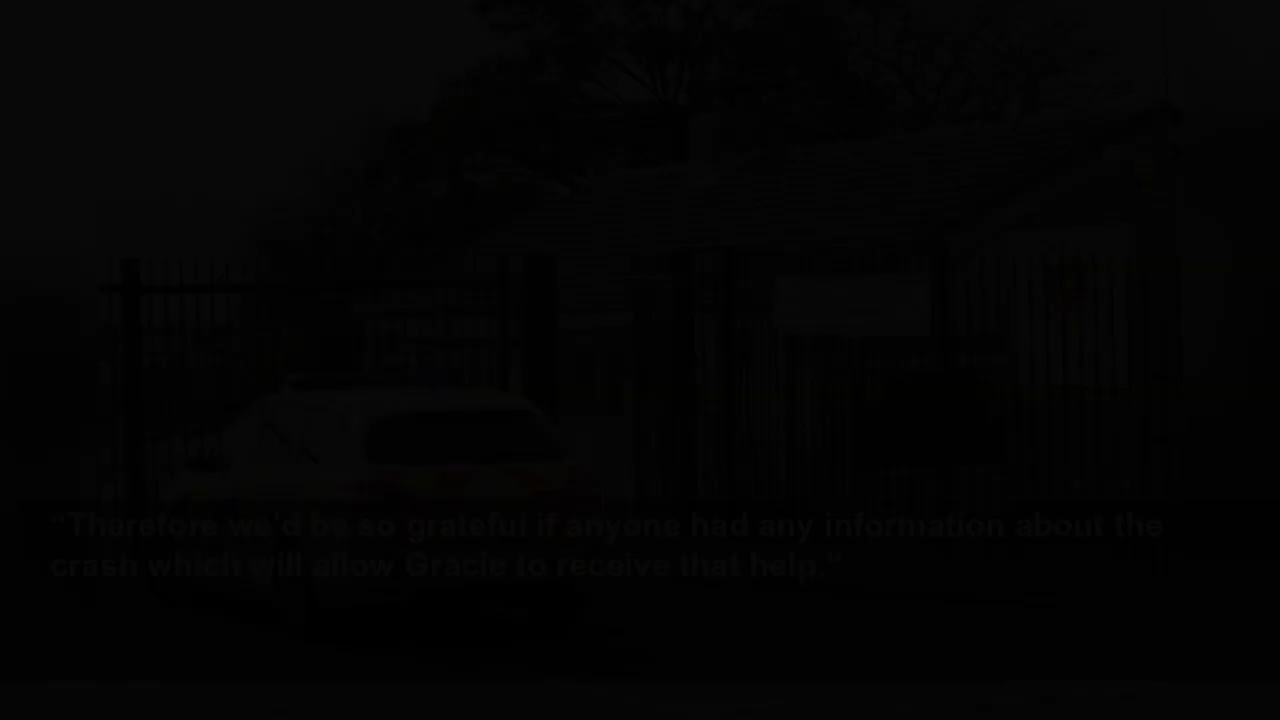 "Therefore we'd be so grateful if anyone had any information about the
crash which will allow Gracie to receive that help."